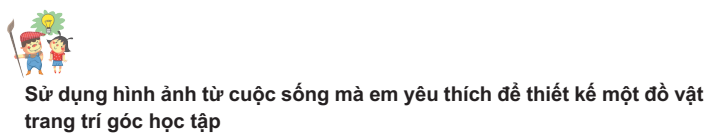 Sử dụng hình ảnh từ cuộc sống mà em yêu thích để thiết kế một đồ vật
trang trí góc học tập